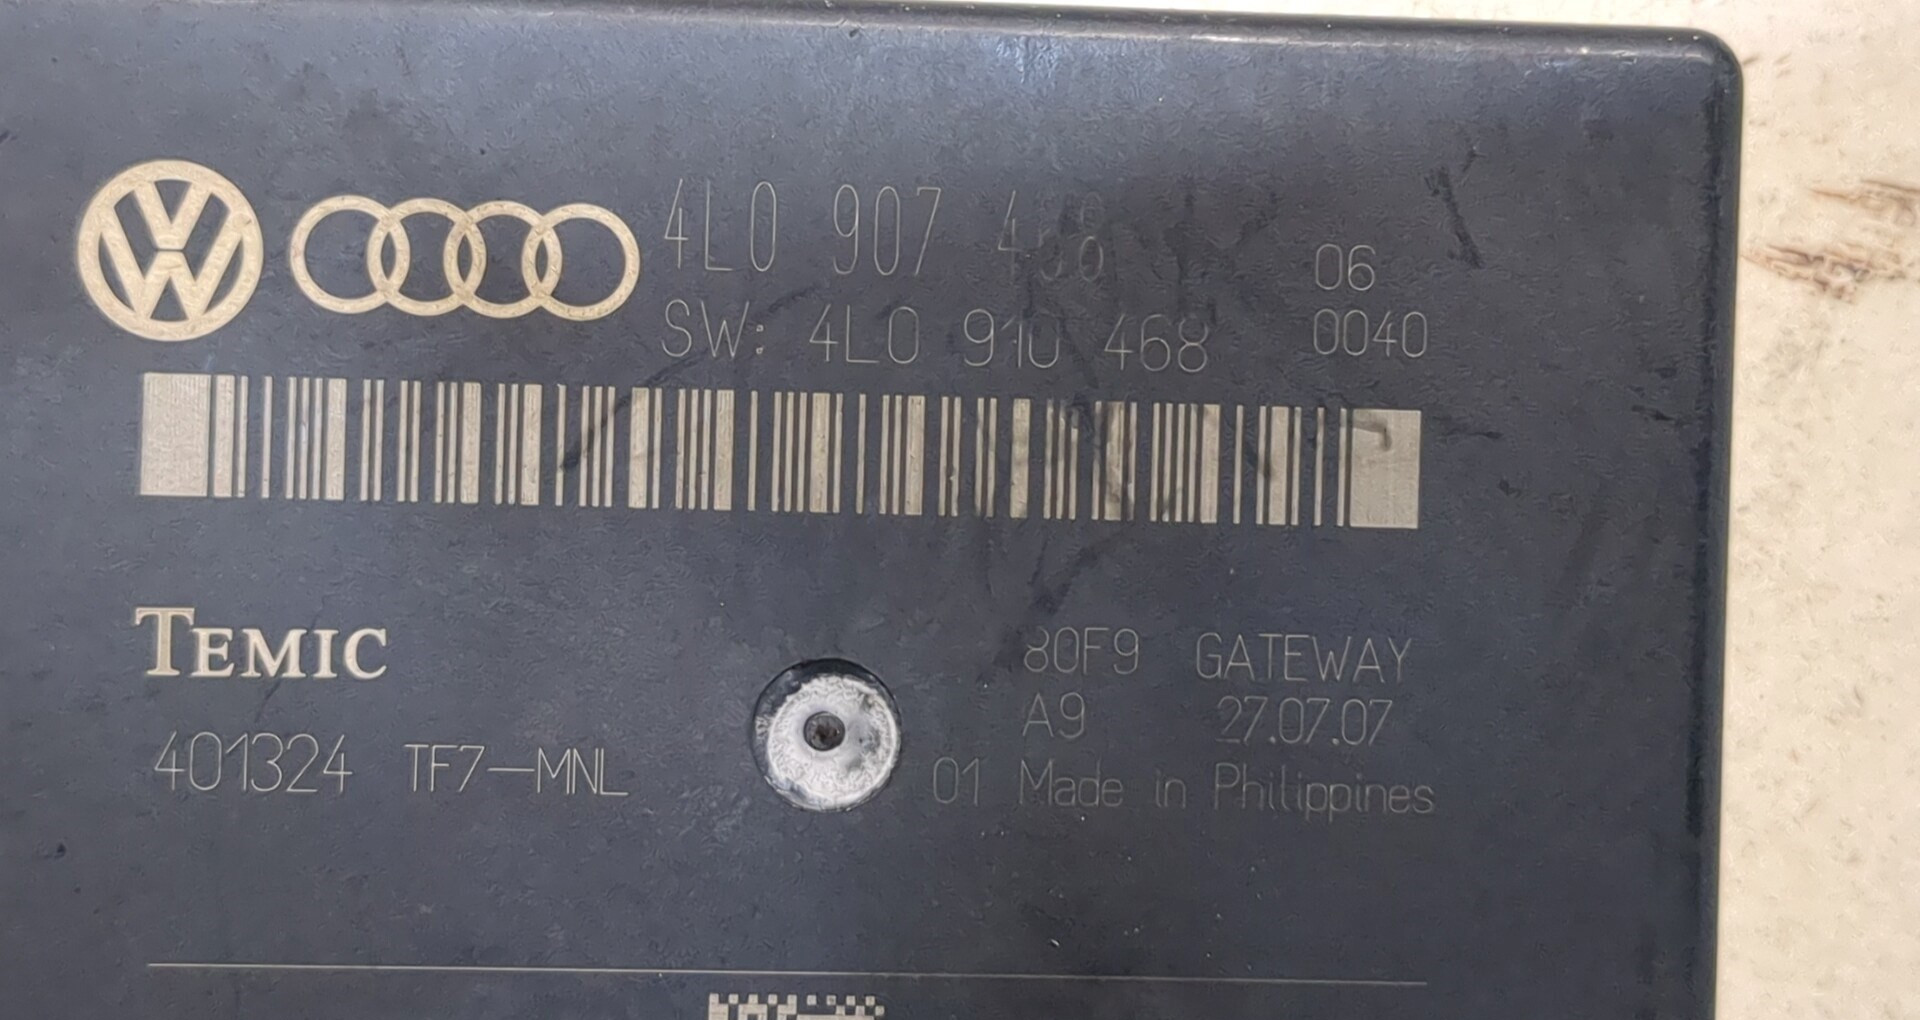 4L0 907 468
06
SW: 4L0 910 468
0040
TEMIC
80F9 GATEWAY
A9 27.07.07
401324 TF7-MNL
01 Made in Philippines